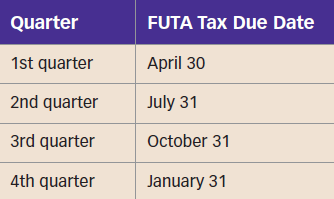 Quarter FUTA Tax Due Date
1st quarter April 30
2nd quarter July 31
3rd quarter October 31
4th quarter January 31